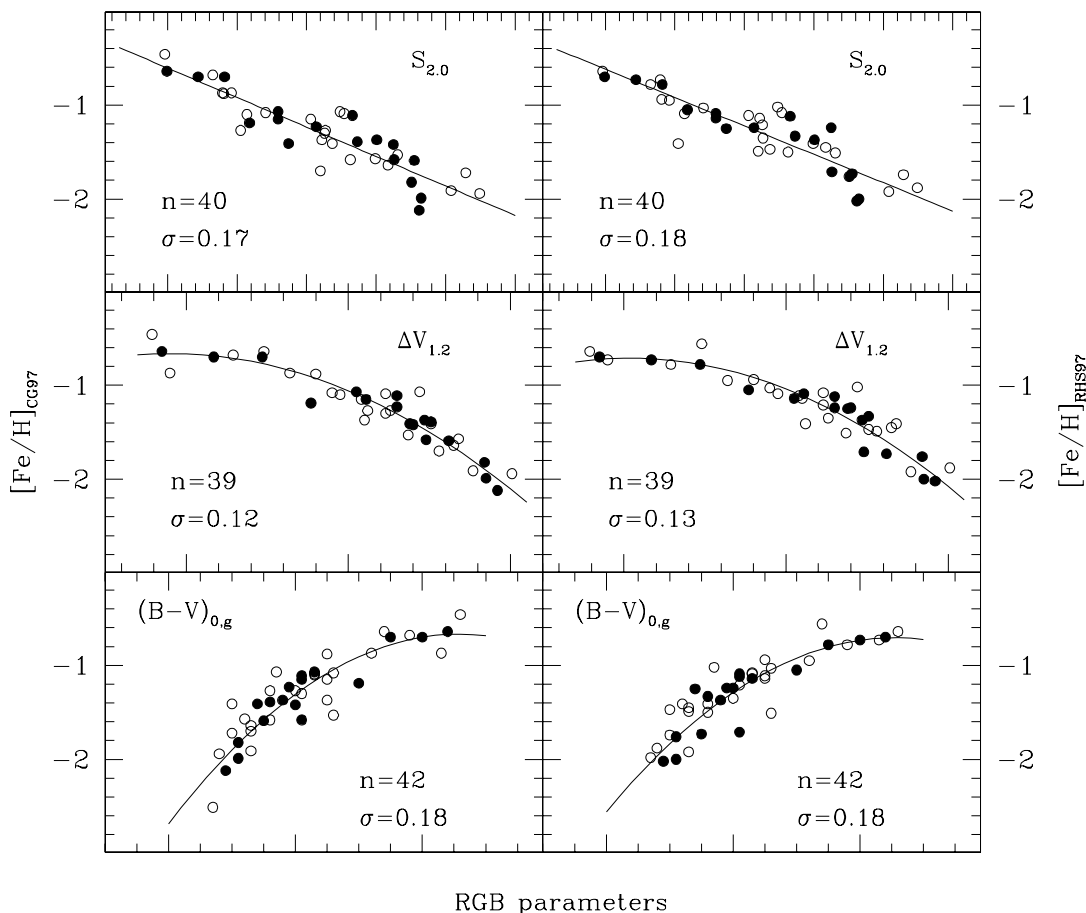 S2.0
S2.0
−1
−1
−2
−2
n=40
σ=0.17
n=40
σ=0.18
ΔV1.2
ΔV1.2
−1
−1
−2
−2
[Fe/H]CG97
[Fe/H]RHS97
n=39
σ=0.12
n=39
σ=0.13
(B−V)0,g
(B−V)0,g
−1
−1
−2
−2
n=42
σ=0.18
n=42
σ=0.18
RGB parameters